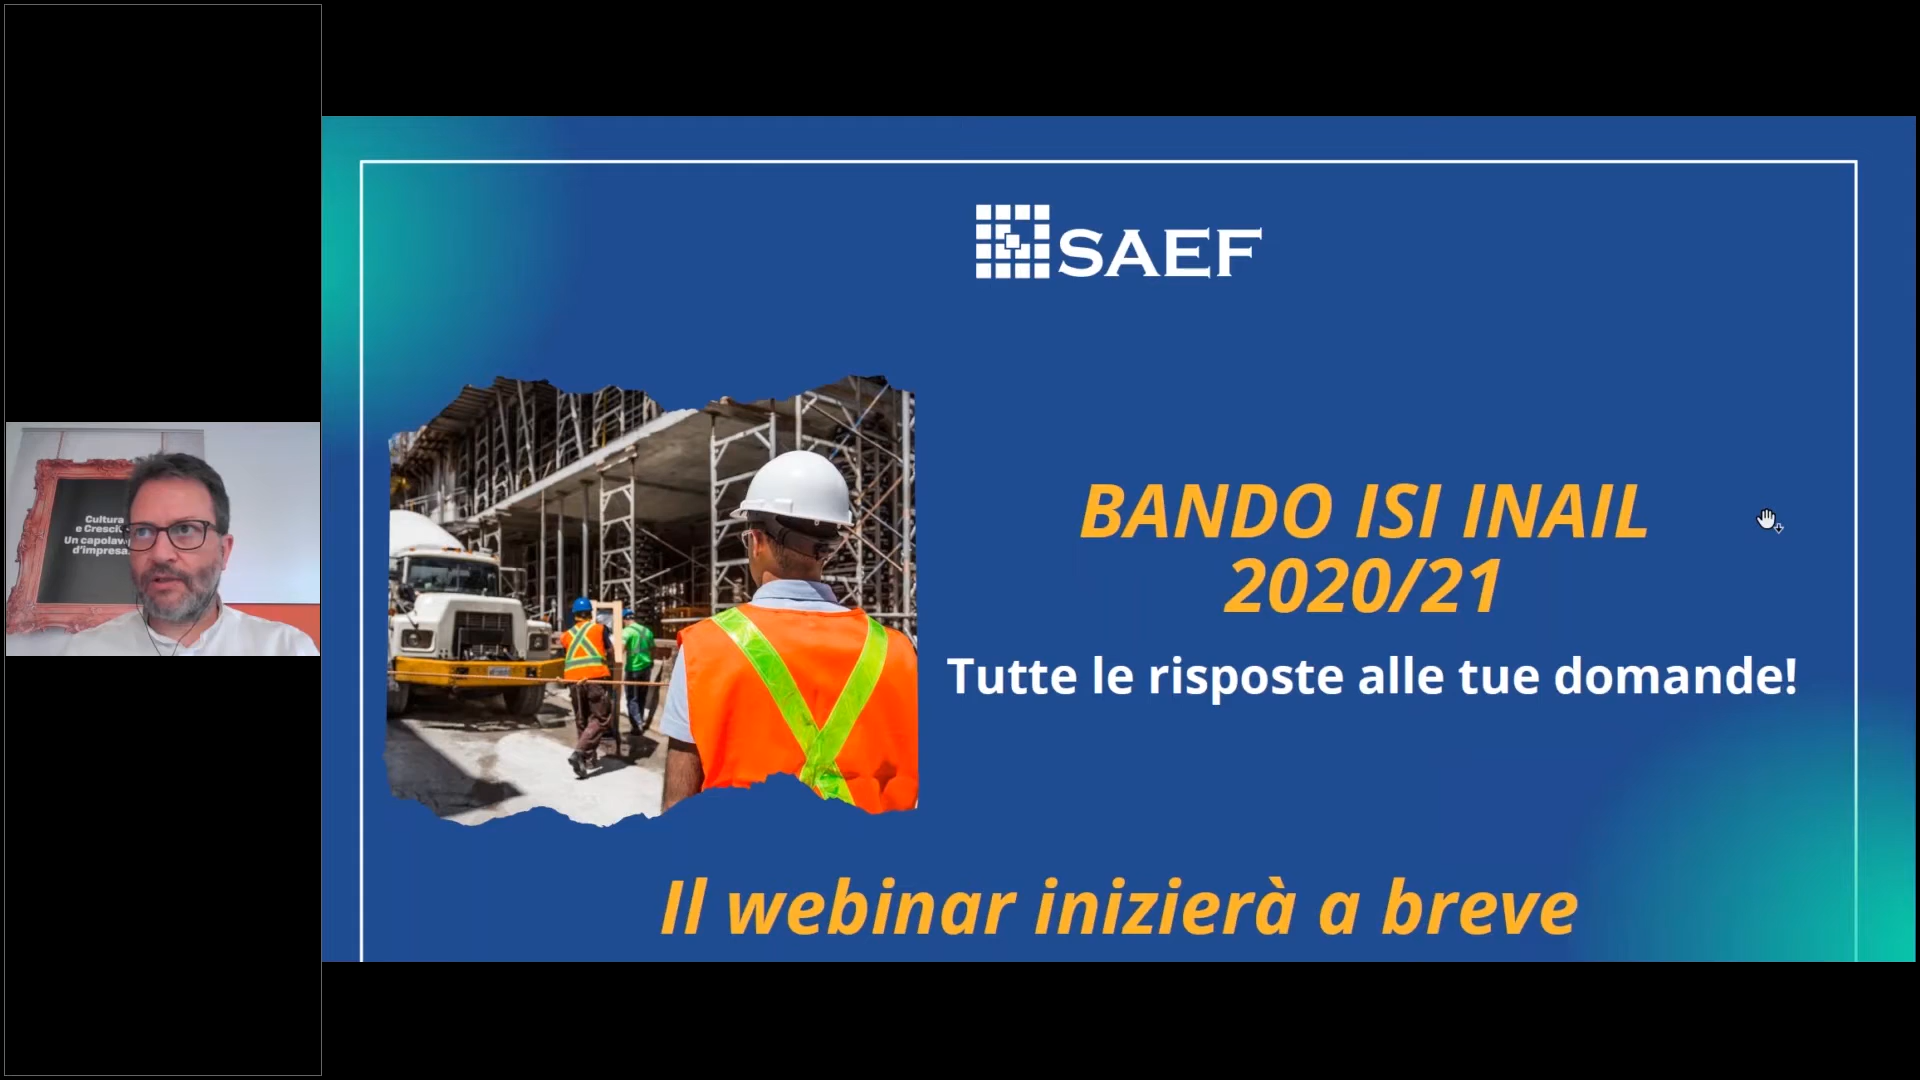 SAEF
BANDO ISI INAIL
2020/21
Tutte le risposte alle tue domande!
Il webinar inizierà a breve
Cultura
e Cresci
Un capolav
d'impresa